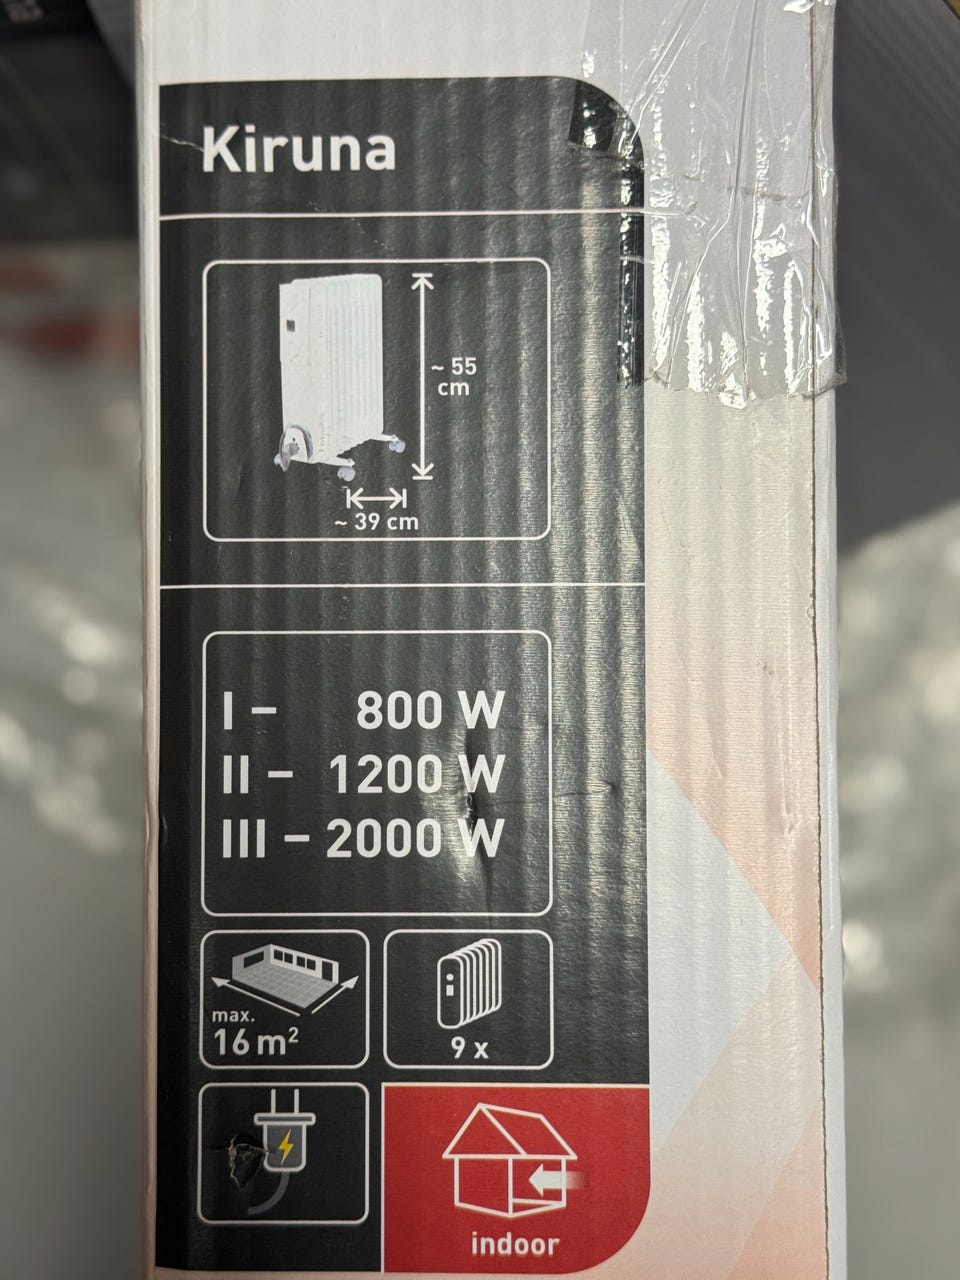 Kiruna
~ 55
cm
~ 39 cm
I – 800 W
II – 1200 W
III – 2000 W
max.
16 m²
9 x
indoor